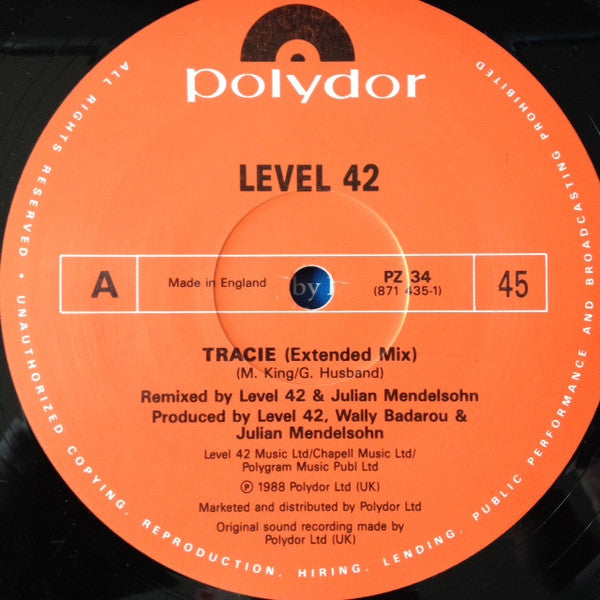 polydor
LEVEL 42
A
Made in England
by
PZ 34
(871 435-1)
45
TRACIE (Extended Mix)
(M. King/G. Husband)
Remixed by Level 42 & Julian Mendelsohn
Produced by Level 42, Wally Badarou &
Julian Mendelsohn
Level 42 Music Ltd/Chapell Music Ltd/
Polygram Music Publ Ltd
℗ 1988 Polydor Ltd (UK)
Marketed and distributed by Polydor Ltd
Original sound recording made by
Polydor Ltd (UK)
ALL RIGHTS RESERVED • UNAUTHORIZED COPYING, REPRODUCTION, HIRING, LENDING, PUBLIC PERFORMANCE AND BROADCASTING PROHIBITED